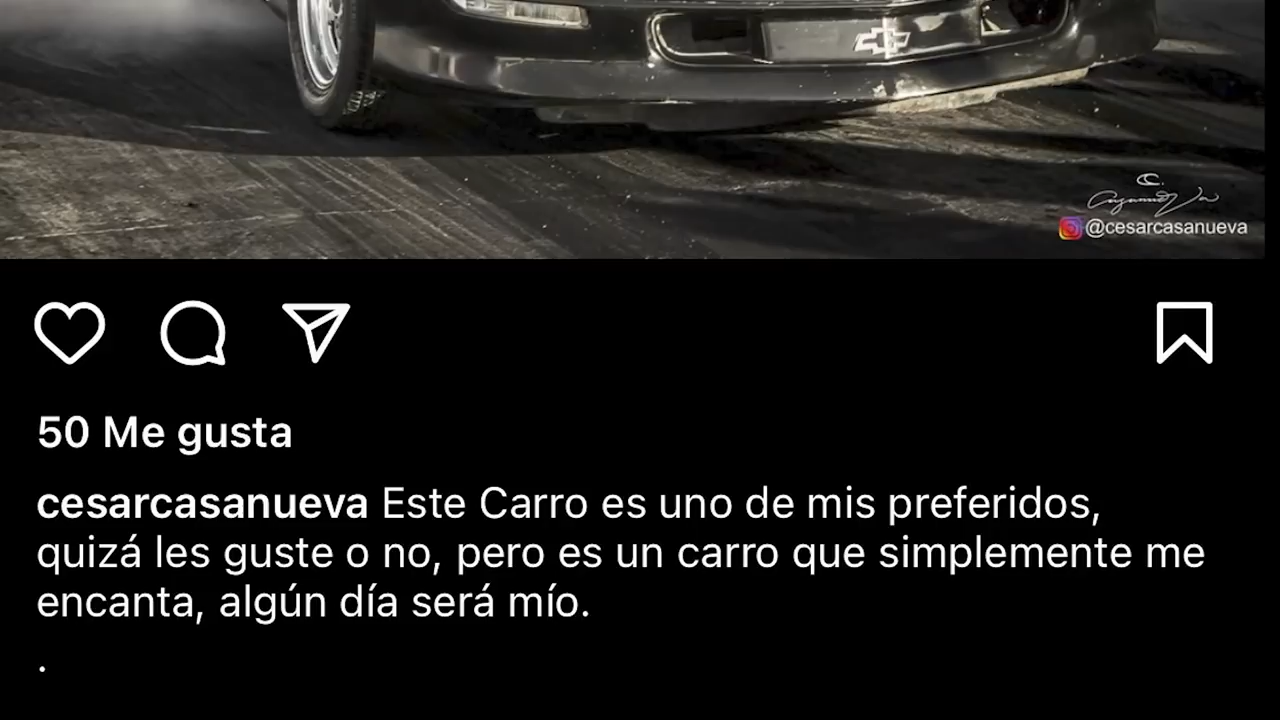 @cesarcasanueva
50 Me gusta
cesarcasanueva Este Carro es uno de mis preferidos,
quizá les guste o no, pero es un carro que simplemente me
encanta, algún día será mío.
.